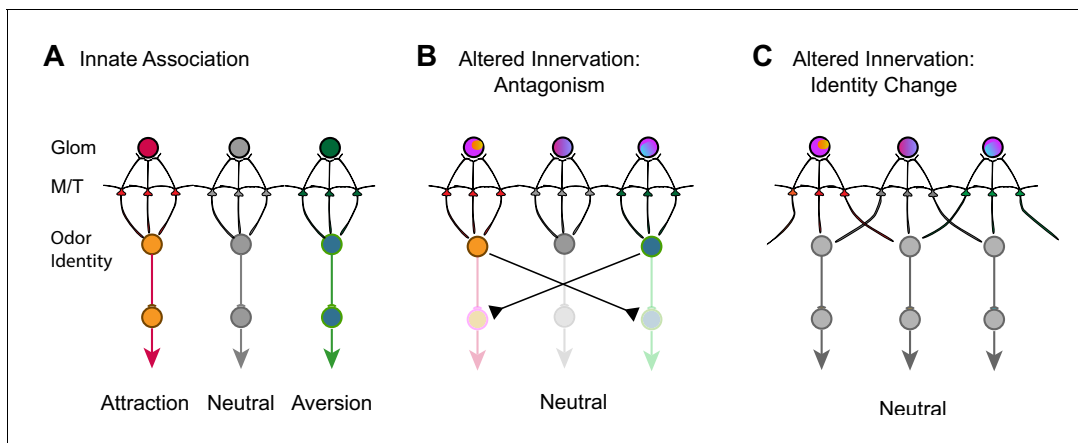 A Innate Association
B Altered Innervation:
Antagonism
C Altered Innervation:
Identity Change
Glom
M/T
Odor
Identity
Attraction Neutral Aversion
Neutral
Neutral